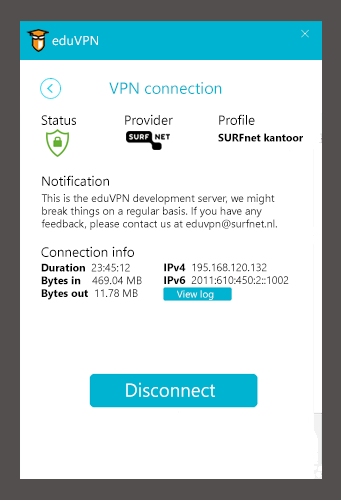 eduVPN
VPN connection
Status Provider Profile
SURF NET SURFnet kantoor
Notification
This is the eduVPN development server, we might
break things on a regular basis. If you have any
feedback, please contact us at eduvpn@surfnet.nl.
Connection info
Duration 23:45:12 IPv4 195.168.120.132
Bytes in 469.04 MB IPv6 2011:610:450:2::1002
Bytes out 11.78 MB View log
Disconnect